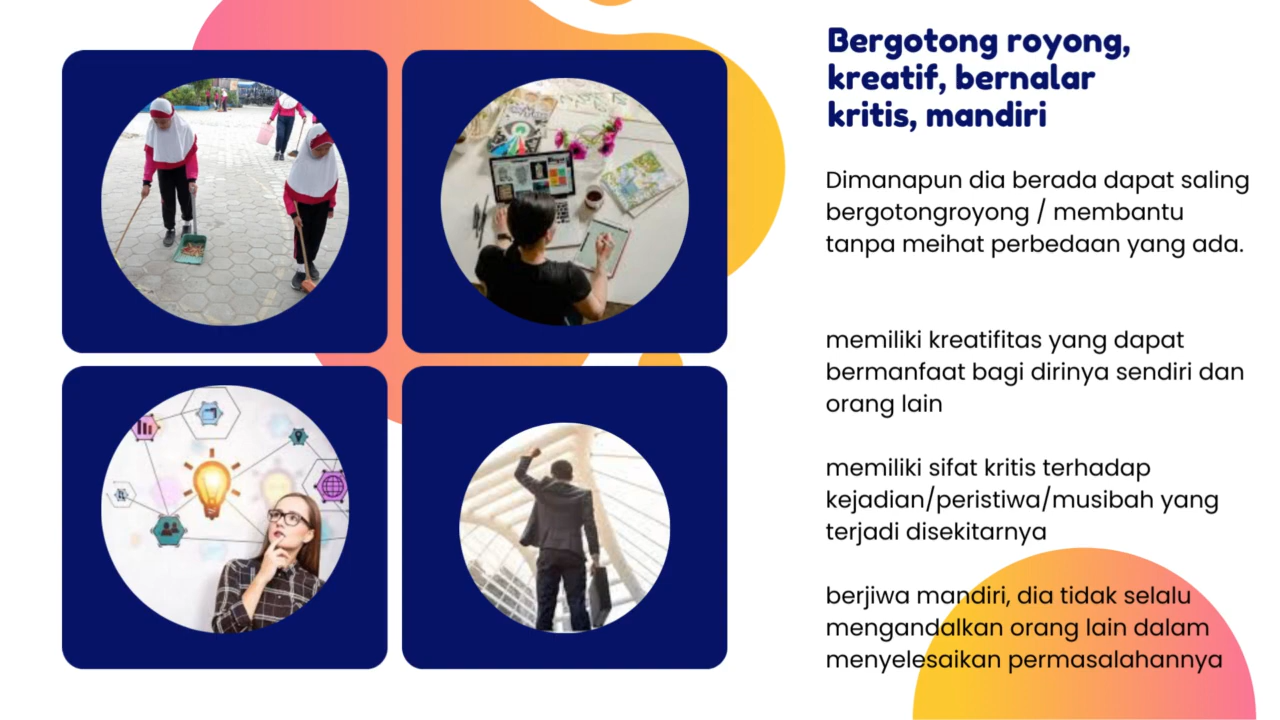 Bergotong royong,
kreatif, bernalar
kritis, mandiri
Dimanapun dia berada dapat saling
bergotongroyong / membantu
tanpa meihat perbedaan yang ada.
memiliki kreatifitas yang dapat
bermanfaat bagi dirinya sendiri dan
orang lain
memiliki sifat kritis terhadap
kejadian/peristiwa/musibah yang
terjadi disekitarnya
berjiwa mandiri, dia tidak selalu
mengandalkan orang lain dalam
menyelesaikan permasalahannya